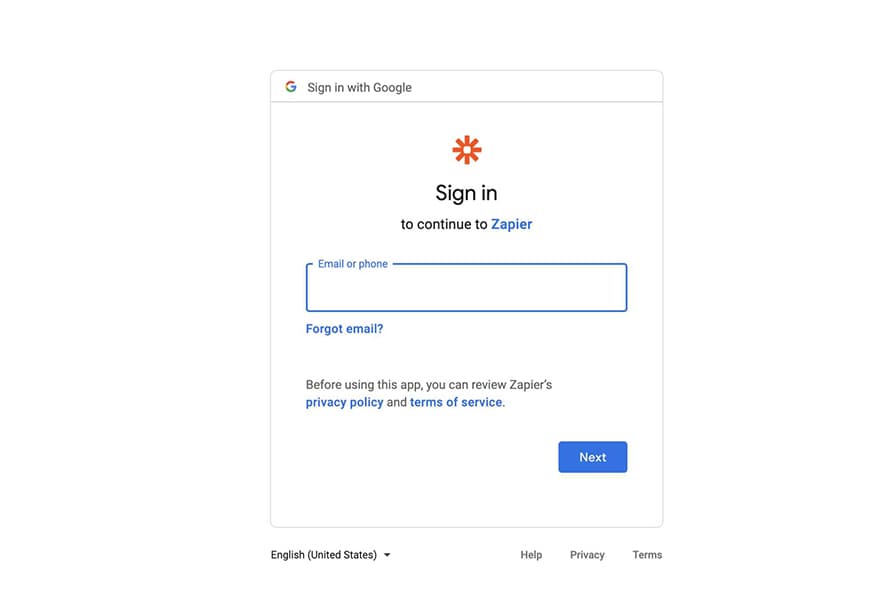 Sign in with Google
Sign in
to continue to Zapier
Email or phone
Forgot email?
Before using this app, you can review Zapier's
privacy policy and terms of service.
Next
English (United States)
Help Privacy Terms